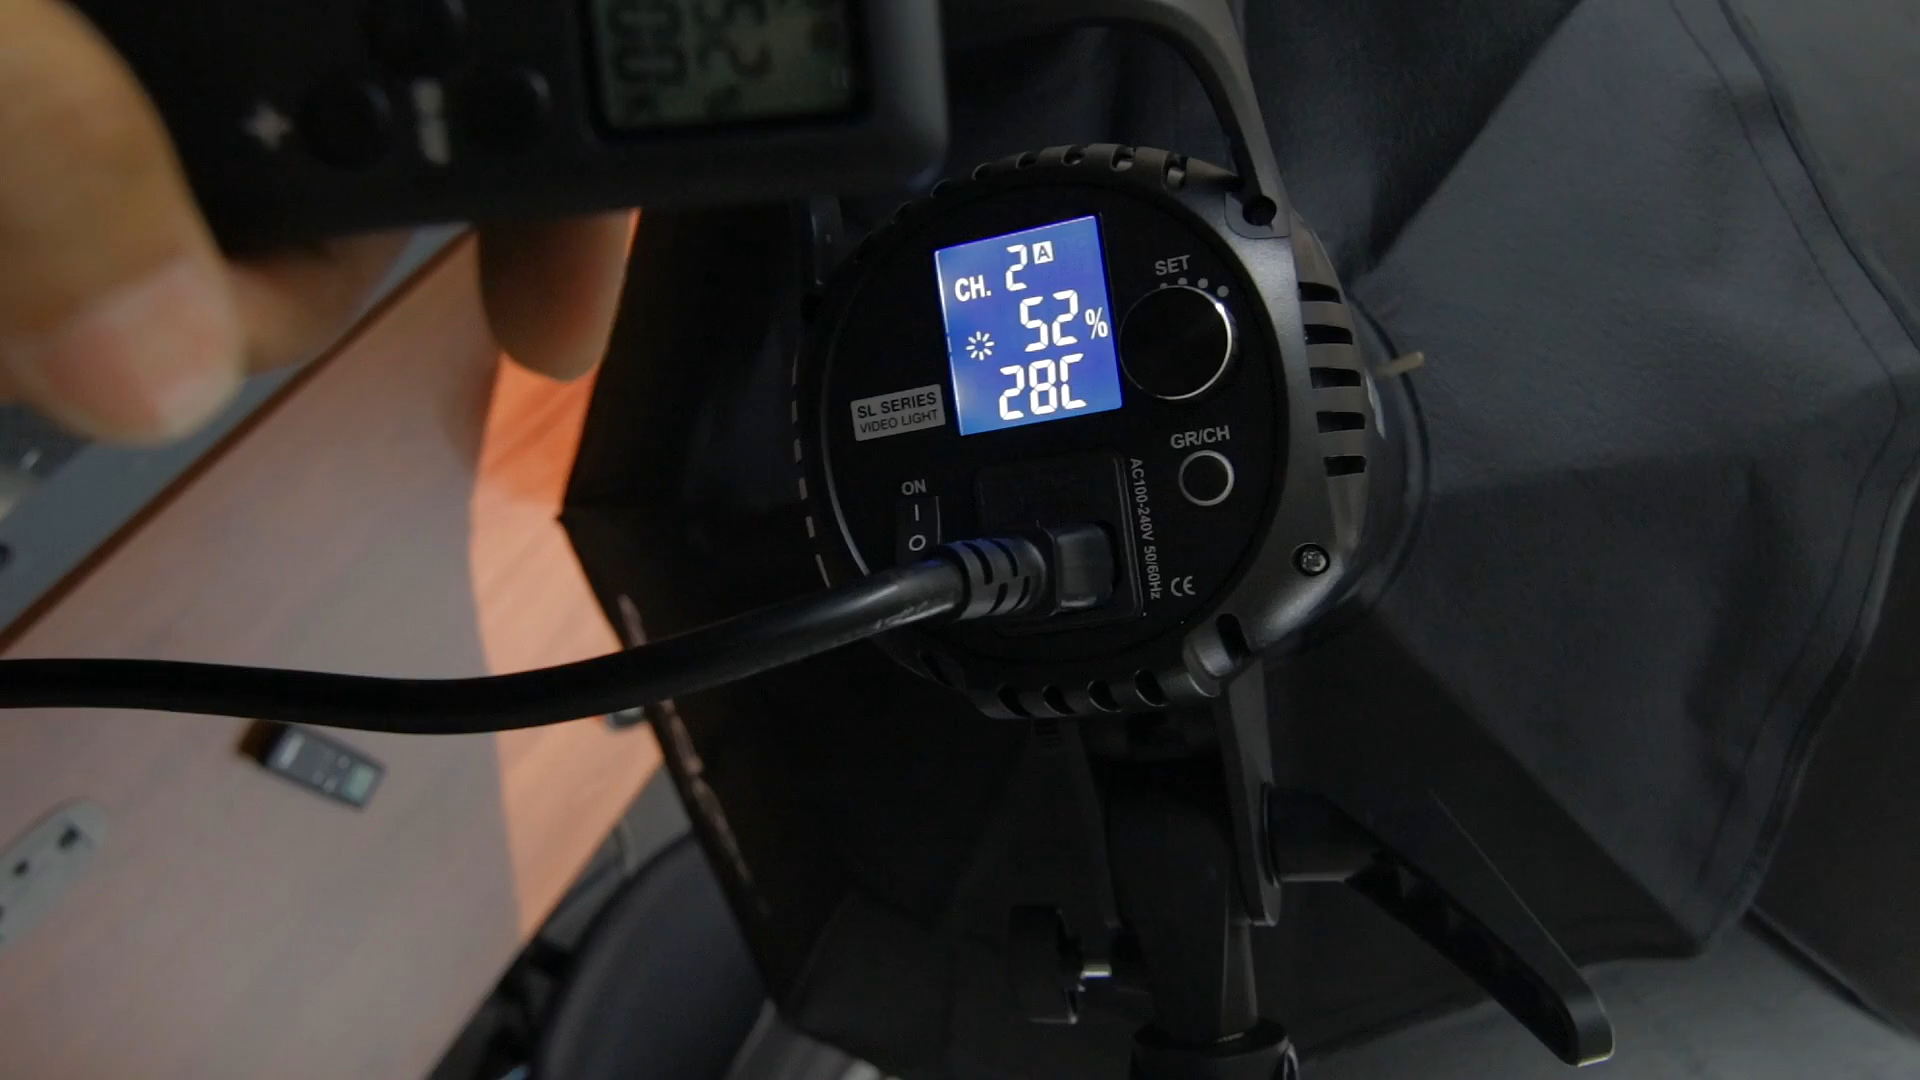 CH. 2 A
52 %
28C
SET
SL SERIES
VIDEO LIGHT
GR/CH
ON
I
O
AC100-240V 50/60Hz
CE